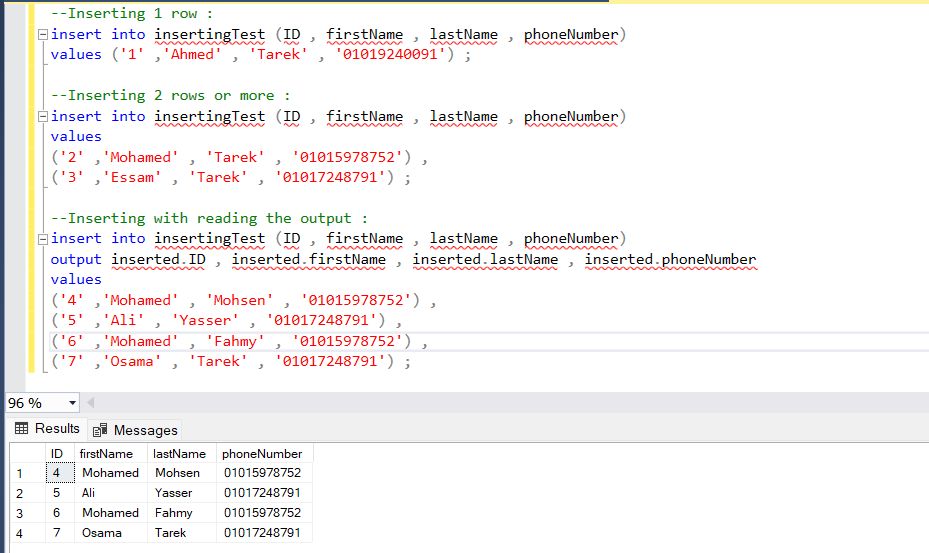 --Inserting 1 row :
insert into insertingTest (ID , firstName , lastName , phoneNumber)
values ('1' ,'Ahmed' , 'Tarek' , '01019240091') ;
--Inserting 2 rows or more :
insert into insertingTest (ID , firstName , lastName , phoneNumber)
values
('2' ,'Mohamed' , 'Tarek' , '01015978752') ,
('3' ,'Essam' , 'Tarek' , '01017248791') ;
--Inserting with reading the output :
insert into insertingTest (ID , firstName , lastName , phoneNumber)
output inserted.ID , inserted.firstName , inserted.lastName , inserted.phoneNumber
values
('4' ,'Mohamed' , 'Mohsen' , '01015978752') ,
('5' ,'Ali' , 'Yasser' , '01017248791') ,
('6' ,'Mohamed' , 'Fahmy' , '01015978752') ,
('7' ,'Osama' , 'Tarek' , '01017248791') ;
96 %
Results Messages
ID firstName lastName phoneNumber
1 4 Mohamed Mohsen 01015978752
2 5 Ali Yasser 01017248791
3 6 Mohamed Fahmy 01015978752
4 7 Osama Tarek 01017248791